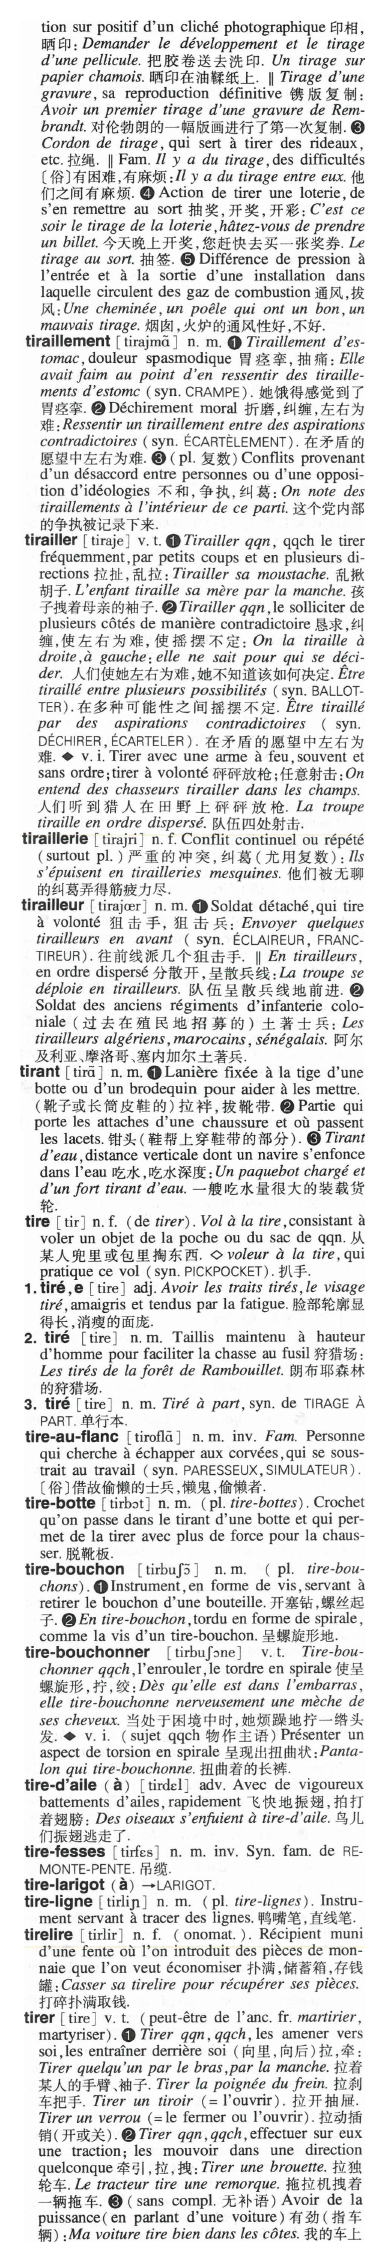 tion sur positif d'un cliché photographique 印相,
晒印: Demander le développement et le tirage
d'une pellicule. 把胶卷送去洗印. Un tirage sur
papier chamois. 晒印在油鞣纸上. ‖ Tirage d'une
gravure, sa reproduction définitive 镌版复制:
Avoir un premier tirage d'une gravure de Rem-
brandt. 对伦勃朗的一幅版画进行了第一次复制. ❸
Cordon de tirage, qui sert à tirer des rideaux,
etc. 拉绳. ‖ Fam. Il y a du tirage, des difficultés
〔俗〕有困难,有麻烦: Il y a du tirage entre eux. 他
们之间有麻烦. ❹ Action de tirer une loterie, de
s'en remettre au sort 抽奖,开奖,开彩: C'est ce
soir le tirage de la loterie, hâtez-vous de prendre
un billet. 今天晚上开奖,您赶快去买一张奖券. Le
tirage au sort. 抽签. ❺ Différence de pression à
l'entrée et à la sortie d'une installation dans
laquelle circulent des gaz de combustion 通风,拔
风: Une cheminée, un poêle qui ont un bon, un
mauvais tirage. 烟囱,火炉的通风性好,不好.
tiraillement [tirajmã] n. m. ❶ Tiraillement d'es-
tomac, douleur spasmodique 胃痉挛,抽痛: Elle
avait faim au point d'en ressentir des tiraille-
ments d'estomc (syn. CRAMPE). 她饿得感觉到了
胃痉挛. ❷ Déchirement moral 折磨,纠缠,左右为
难: Ressentir un tiraillement entre des aspirations
contradictoires (syn. ÉCARTÈLEMENT). 在矛盾的
愿望中左右为难. ❸ (pl. 复数) Conflits provenant
d'un désaccord entre personnes ou d'une opposi-
tion d'idéologies 不和,争执,纠葛: On note des
tiraillements à l'intérieur de ce parti. 这个党内部
的争执被记录下来.
tirailler [tiraje] v. t. ❶ Tirailler qqn, qqch le tirer
fréquemment, par petits coups et en plusieurs di-
rections 拉扯,乱拉: Tirailler sa moustache. 乱揪
胡子. L'enfant tiraille sa mère par la manche. 孩
子拽着母亲的袖子. ❷ Tirailler qqn, le solliciter de
plusieurs côtés de manière contradictoire 恳求,纠
缠,使左右为难,使摇摆不定: On la tiraille à
droite, à gauche: elle ne sait pour qui se déci-
der. 人们使她左右为难,她不知道该如何决定. Être
tiraillé entre plusieurs possibilités (syn. BALLOT-
TER). 在多种可能性之间摇摆不定. Être tiraillé
par des aspirations contradictoires ( syn.
DÉCHIRER, ÉCARTELER). 在矛盾的愿望中左右为
难. ◆ v. i. Tirer avec une arme à feu, souvent et
sans ordre; tirer à volonté 砰砰放枪;任意射击: On
entend des chasseurs tirailler dans les champs.
人们听到猎人在田野上砰砰放枪. La troupe
tiraille en ordre dispersé. 队伍四处射击.
tiraillerie [tirajri] n. f. Conflit continuel ou répété
(surtout pl.) 严重的冲突,纠葛(尤用复数): Ils
s'épuisent en tirailleries mesquines. 他们被无聊
的纠葛弄得筋疲力尽.
tirailleur [tirajœr] n. m. ❶ Soldat détaché, qui tire
à volonté 狙击手,狙击兵: Envoyer quelques
tirailleurs en avant ( syn. ÉCLAIREUR, FRANC-
TIREUR). 往前线派几个狙击手. ‖ En tirailleurs,
en ordre dispersé 分散开,呈散兵线: La troupe se
déploie en tirailleurs. 队伍呈散兵线地前进. ❷
Soldat des anciens régiments d'infanterie colo-
niale (过去在殖民地招募的)土著士兵: Les
tirailleurs algériens, marocains, sénégalais. 阿尔
及利亚、摩洛哥、塞内加尔土著兵.
tirant [tirã] n. m. ❶ Lanière fixée à la tige d'une
botte ou d'un brodequin pour aider à les mettre.
(靴子或长筒皮鞋的)拉襻,拔靴带. ❷ Partie qui
porte les attaches d'une chaussure et où passent
les lacets. 钳头(鞋帮上穿鞋带的部分). ❸ Tirant
d'eau, distance verticale dont un navire s'enfonce
dans l'eau 吃水,吃水深度: Un paquebot chargé et
d'un fort tirant d'eau. 一艘吃水量很大的装载货
轮.
tire [tir] n. f. (de tirer). Vol à la tire, consistant à
voler un objet de la poche ou du sac de qqn. 从
某人兜里或包里掏东西. ◇ voleur à la tire, qui
pratique ce vol (syn. PICKPOCKET). 扒手.
1. tiré, e [tire] adj. Avoir les traits tirés, le visage
tiré, amaigris et tendus par la fatigue. 脸部轮廓显
得长,消瘦的面庞.
2. tiré [tire] n. m. Taillis maintenu à hauteur
d'homme pour faciliter la chasse au fusil 狩猎场:
Les tirés de la forêt de Rambouillet. 朗布耶森林
的狩猎场.
3. tiré [tire] n. m. Tiré à part, syn. de TIRAGE À
PART. 单行本.
tire-au-flanc [tiroflã] n. m. inv. Fam. Personne
qui cherche à échapper aux corvées, qui se sous-
trait au travail (syn. PARESSEUX, SIMULATEUR).
〔俗〕借故偷懒的士兵,懒鬼,偷懒者.
tire-botte [tirbɔt] n. m. (pl. tire-bottes). Crochet
qu'on passe dans le tirant d'une botte et qui per-
met de la tirer avec plus de force pour la chaus-
ser. 脱靴板.
tire-bouchon [tirbuʃɔ̃] n. m. ( pl. tire-bou-
chons). ❶ Instrument, en forme de vis, servant à
retirer le bouchon d'une bouteille. 开塞钻,螺丝起
子. ❷ En tire-bouchon, tordu en forme de spirale,
comme la vis d'un tire-bouchon. 呈螺旋形地.
tire-bouchonner [tirbuʃɔne] v. t. Tire-bou-
chonner qqch, l'enrouler, le tordre en spirale 使呈
螺旋形,拧,绞: Dès qu'elle est dans l'embarras,
elle tire-bouchonne nerveusement une mèche de
ses cheveux. 当处于困境中时,她烦躁地拧一绺头
发. ◆ v. i. (sujet qqch 物作主语) Présenter un
aspect de torsion en spirale 呈现出扭曲状: Panta-
lon qui tire-bouchonne. 扭曲着的长裤.
tire-d'aile (à) [tirdɛl] adv. Avec de vigoureux
battements d'ailes, rapidement 飞快地振翅,拍打
着翅膀: Des oiseaux s'enfuient à tire-d'aile. 鸟儿
们振翅逃走了.
tire-fesses [tirfɛs] n. m. inv. Syn. fam. de RE-
MONTE-PENTE. 吊缆.
tire-larigot (à) →LARIGOT.
tire-ligne [tirliɲ] n. m. (pl. tire-lignes). Instru-
ment servant à tracer des lignes. 鸭嘴笔,直线笔.
tirelire [tirlir] n. f. (onomat.). Récipient muni
d'une fente où l'on introduit des pièces de mon-
naie que l'on veut économiser 扑满,储蓄箱,存钱
罐: Casser sa tirelire pour récupérer ses pièces.
打碎扑满取钱.
tirer [tire] v. t. (peut-être de l'anc. fr. martirier,
martyriser). ❶ Tirer qqn, qqch, les amener vers
soi, les entraîner derrière soi (向里,向后)拉,牵:
Tirer quelqu'un par le bras, par la manche. 拉着
某人的手臂、袖子. Tirer la poignée du frein. 拉刹
车把手. Tirer un tiroir (= l'ouvrir). 拉开抽屉.
Tirer un verrou (= le fermer ou l'ouvrir). 拉动插
销(开或关). ❷ Tirer qqn, qqch, effectuer sur eux
une traction; les mouvoir dans une direction
quelconque 牵引,拉,拽: Tirer une brouette. 拉独
轮车. Le tracteur tire une remorque. 拖拉机拽着
一辆拖车. ❸ (sans compl. 无补语) Avoir de la
puissance(en parlant d'une voiture) 有劲(指车
辆): Ma voiture tire bien dans les côtes. 我的车上